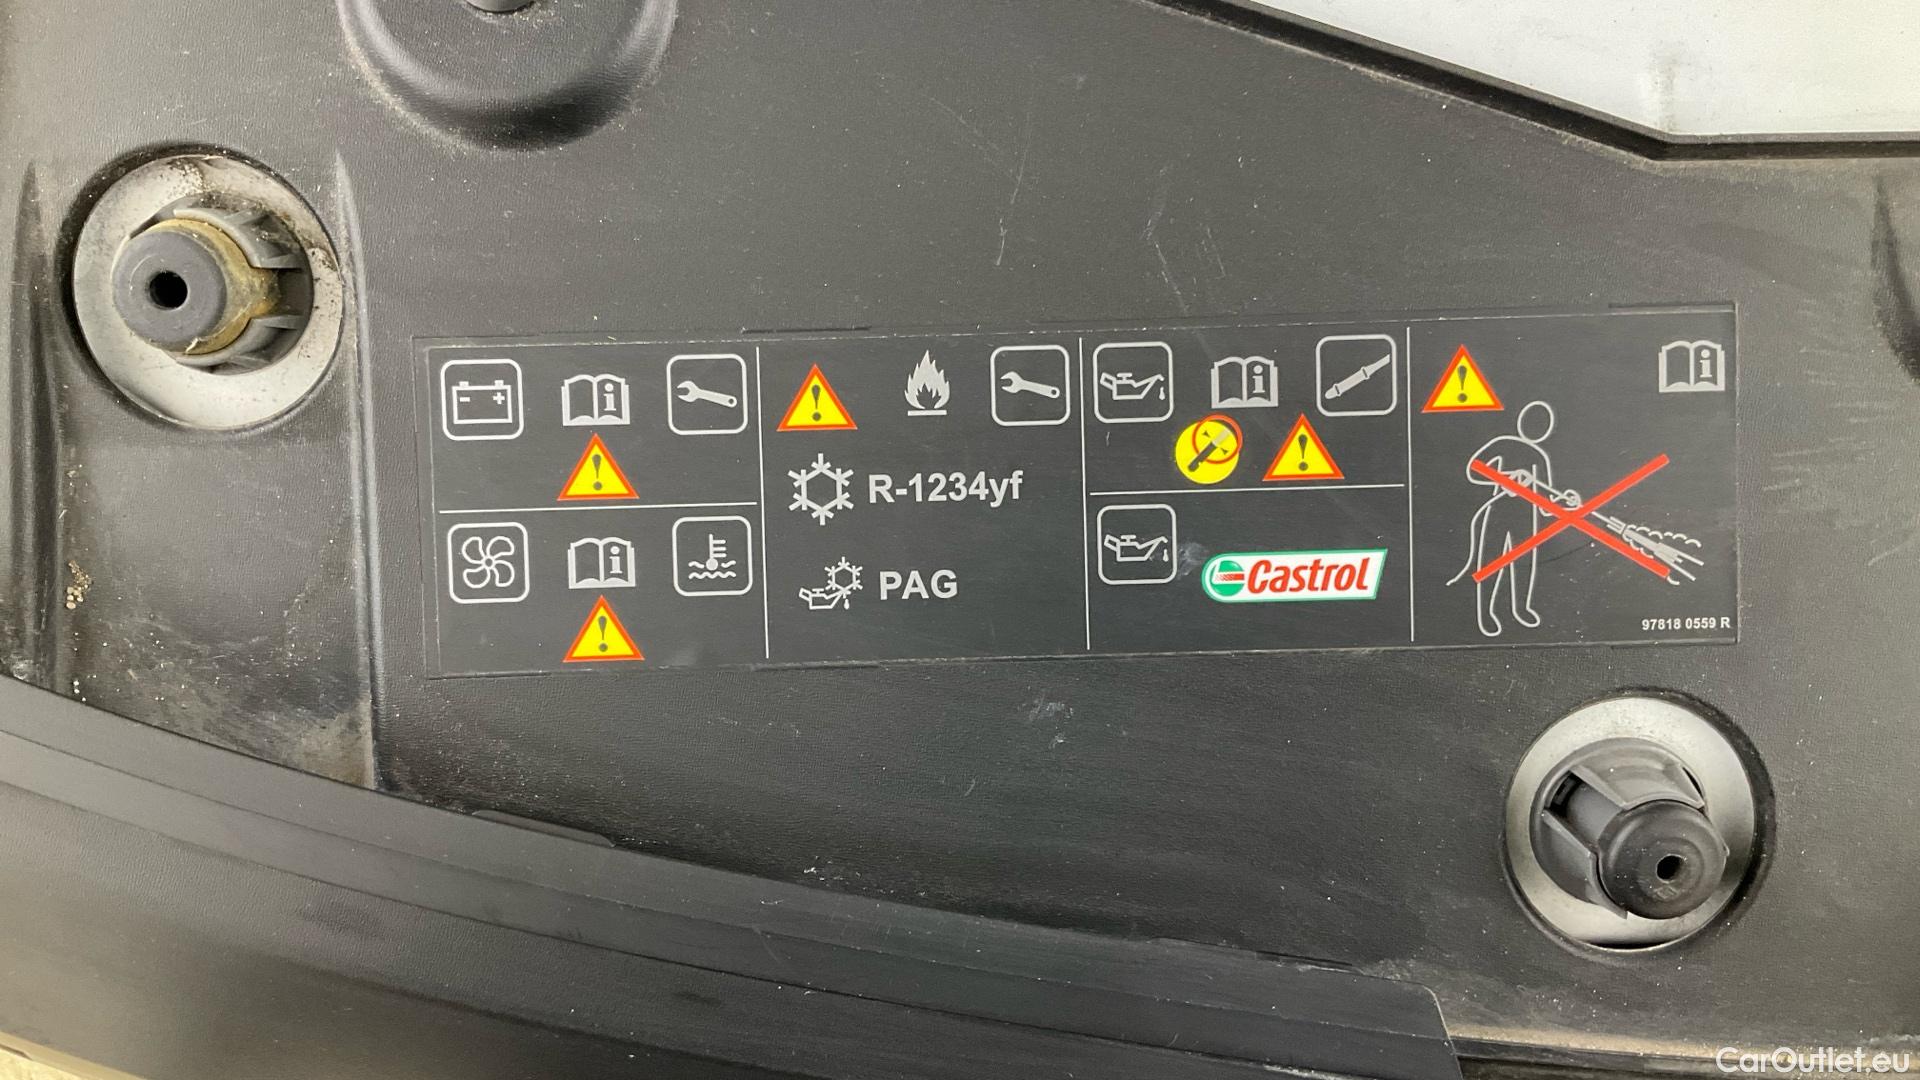 R-1234yf
PAG
Castrol
97818 0559 R
CarOutlet.eu